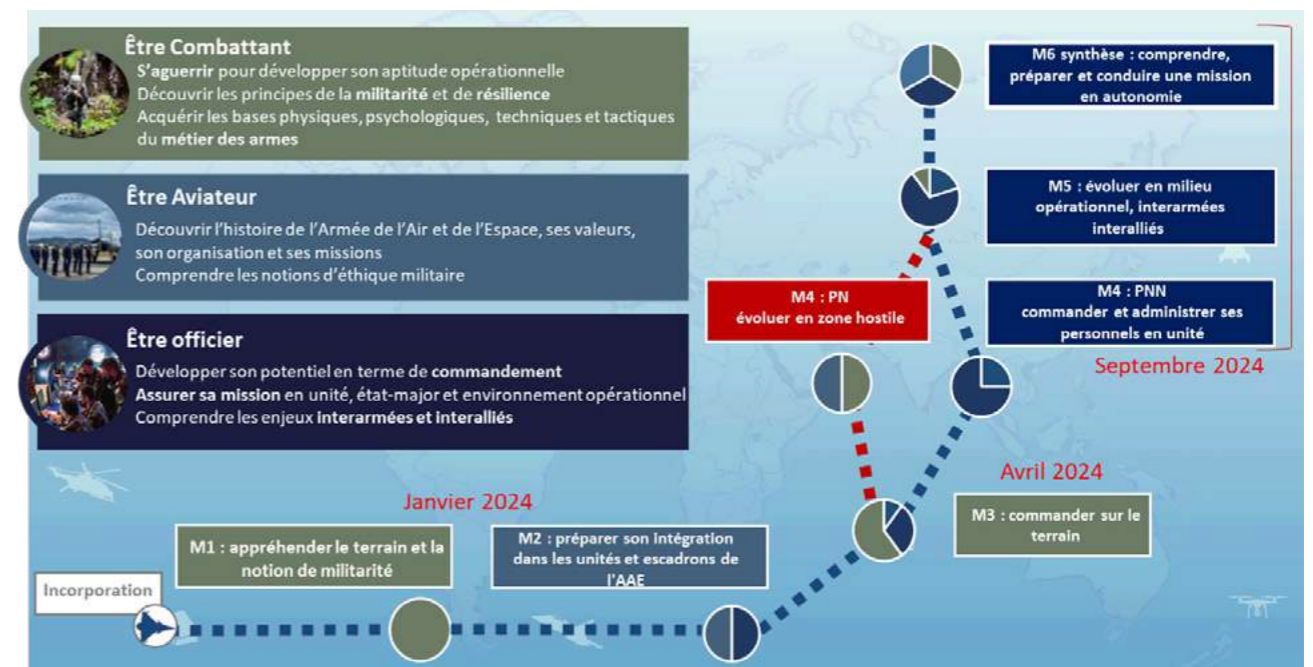 Être Combattant
S'aguerrir pour développer son aptitude opérationnelle
Découvrir les principes de la militarité et de résilience
Acquérir les bases physiques, psychologiques, techniques et tactiques
du métier des armes
Être Aviateur
Découvrir l'histoire de l'Armée de l'Air et de l'Espace, ses valeurs,
son organisation et ses missions
Comprendre les notions d'éthique militaire
Être officier
Développer son potentiel en terme de commandement
Assurer sa mission en unité, état-major et environnement opérationnel
Comprendre les enjeux interarmées et interalliés
M6 synthèse : comprendre,
préparer et conduire une mission
en autonomie
M5 : évoluer en milieu
opérationnel, interarmées
interalliés
M4 : PN
évoluer en zone hostile
M4 : PNN
commander et administrer ses
personnels en unité
Septembre 2024
Avril 2024
M3 : commander sur le
terrain
Janvier 2024
M1 : appréhender le terrain et la
notion de militarité
M2 : préparer son intégration
dans les unités et escadrons de
l'AAE
Incorporation